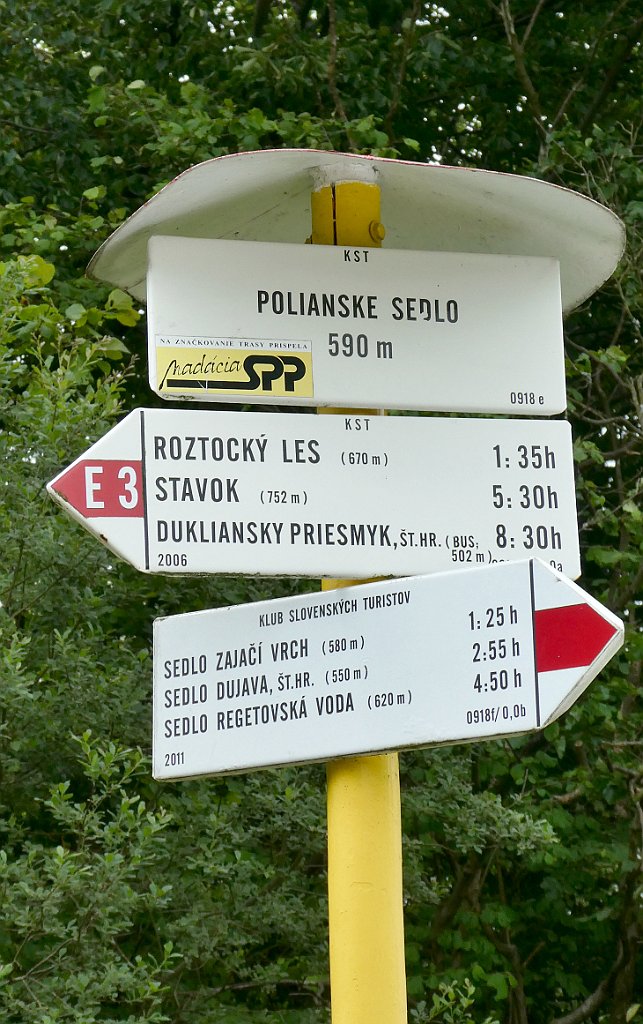 KST
POLIANSKE SEDLO
590 m
NA ZNAČKOVANIE TRASY PRISPELA
Nadácia SPP
0918 e
KST
E 3
ROZTOCKÝ LES (670 m) 1:35h
STAVOK (752 m) 5:30h
DUKLIANSKY PRIESMYK, ŠT.HR. (BUS; 8:30h
502 m)
2006
KLUB SLOVENSKÝCH TURISTOV
SEDLO ZAJAČÍ VRCH (580 m) 1:25 h
SEDLO DUJAVA, ŠT.HR. (550 m) 2:55 h
SEDLO REGETOVSKÁ VODA (620 m) 4:50 h
2011 0918f/0,0b